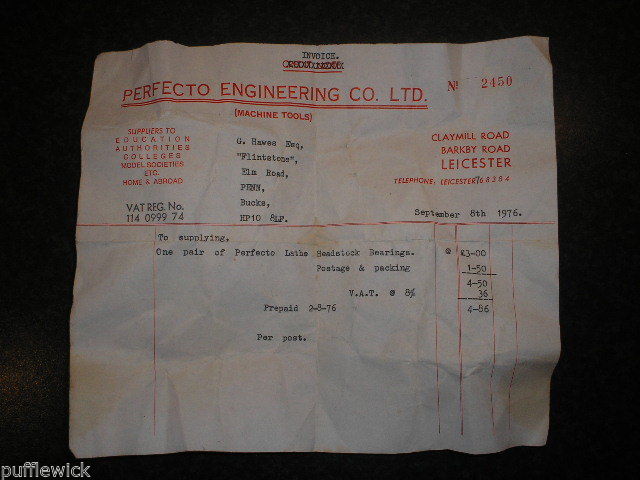 INVOICE.
PERFECTO ENGINEERING CO. LTD.
No 2450
(MACHINE TOOLS)
SUPPLIERS TO
EDUCATION
AUTHORITIES
COLLEGES
MODEL SOCIETIES
ETC.
HOME & ABROAD
VAT REG. No.
114 0999 74
G. Hawes Esq,
"Flintstone",
Elm Road,
PENN,
Bucks,
HP10 8LF.
CLAYMILL ROAD
BARKBY ROAD
LEICESTER
TELEPHONE: LEICESTER 768384
September 8th 1976.
To supplying,
One pair of Perfecto Lathe Headstock Bearings. @ £3-00
Postage & packing 1-50
4-50
V.A.T. @ 8% 36
Prepaid 2-8-76 4-86
Per post.
pufflewick